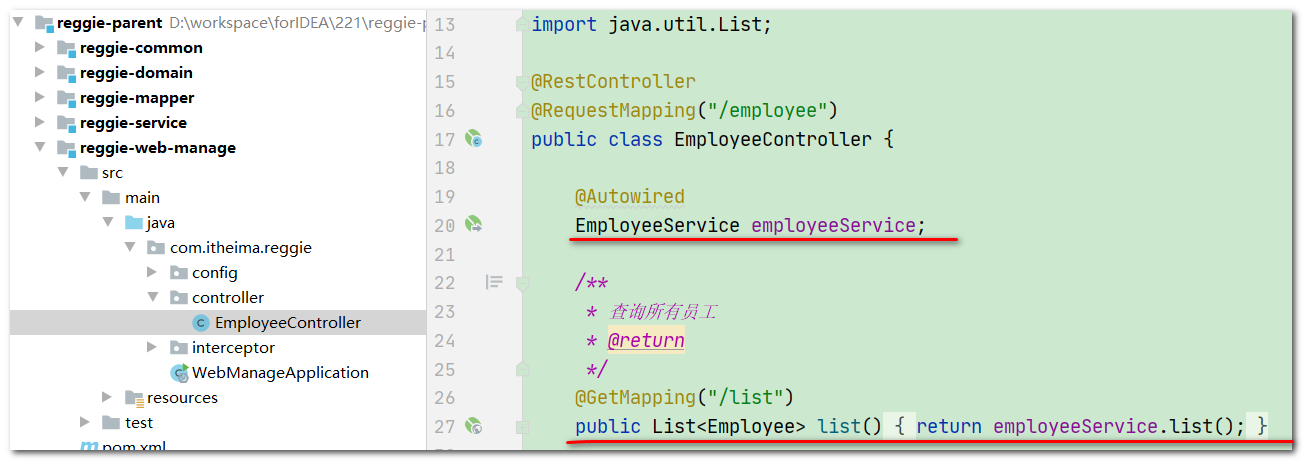 reggie-parent D:\workspace\forIDEA\221\reggie-p
reggie-common
reggie-domain
reggie-mapper
reggie-service
reggie-web-manage
src
main
java
com.itheima.reggie
config
controller
EmployeeController
interceptor
WebManageApplication
resources
test
pom.xml
13 import java.util.List;
14
15 @RestController
16 @RequestMapping("/employee")
17 public class EmployeeController {
18
19 @Autowired
20 EmployeeService employeeService;
21
22 /**
23 * 查询所有员工
24 * @return
25 */
26 @GetMapping("/list")
27 public List<Employee> list() { return employeeService.list(); }